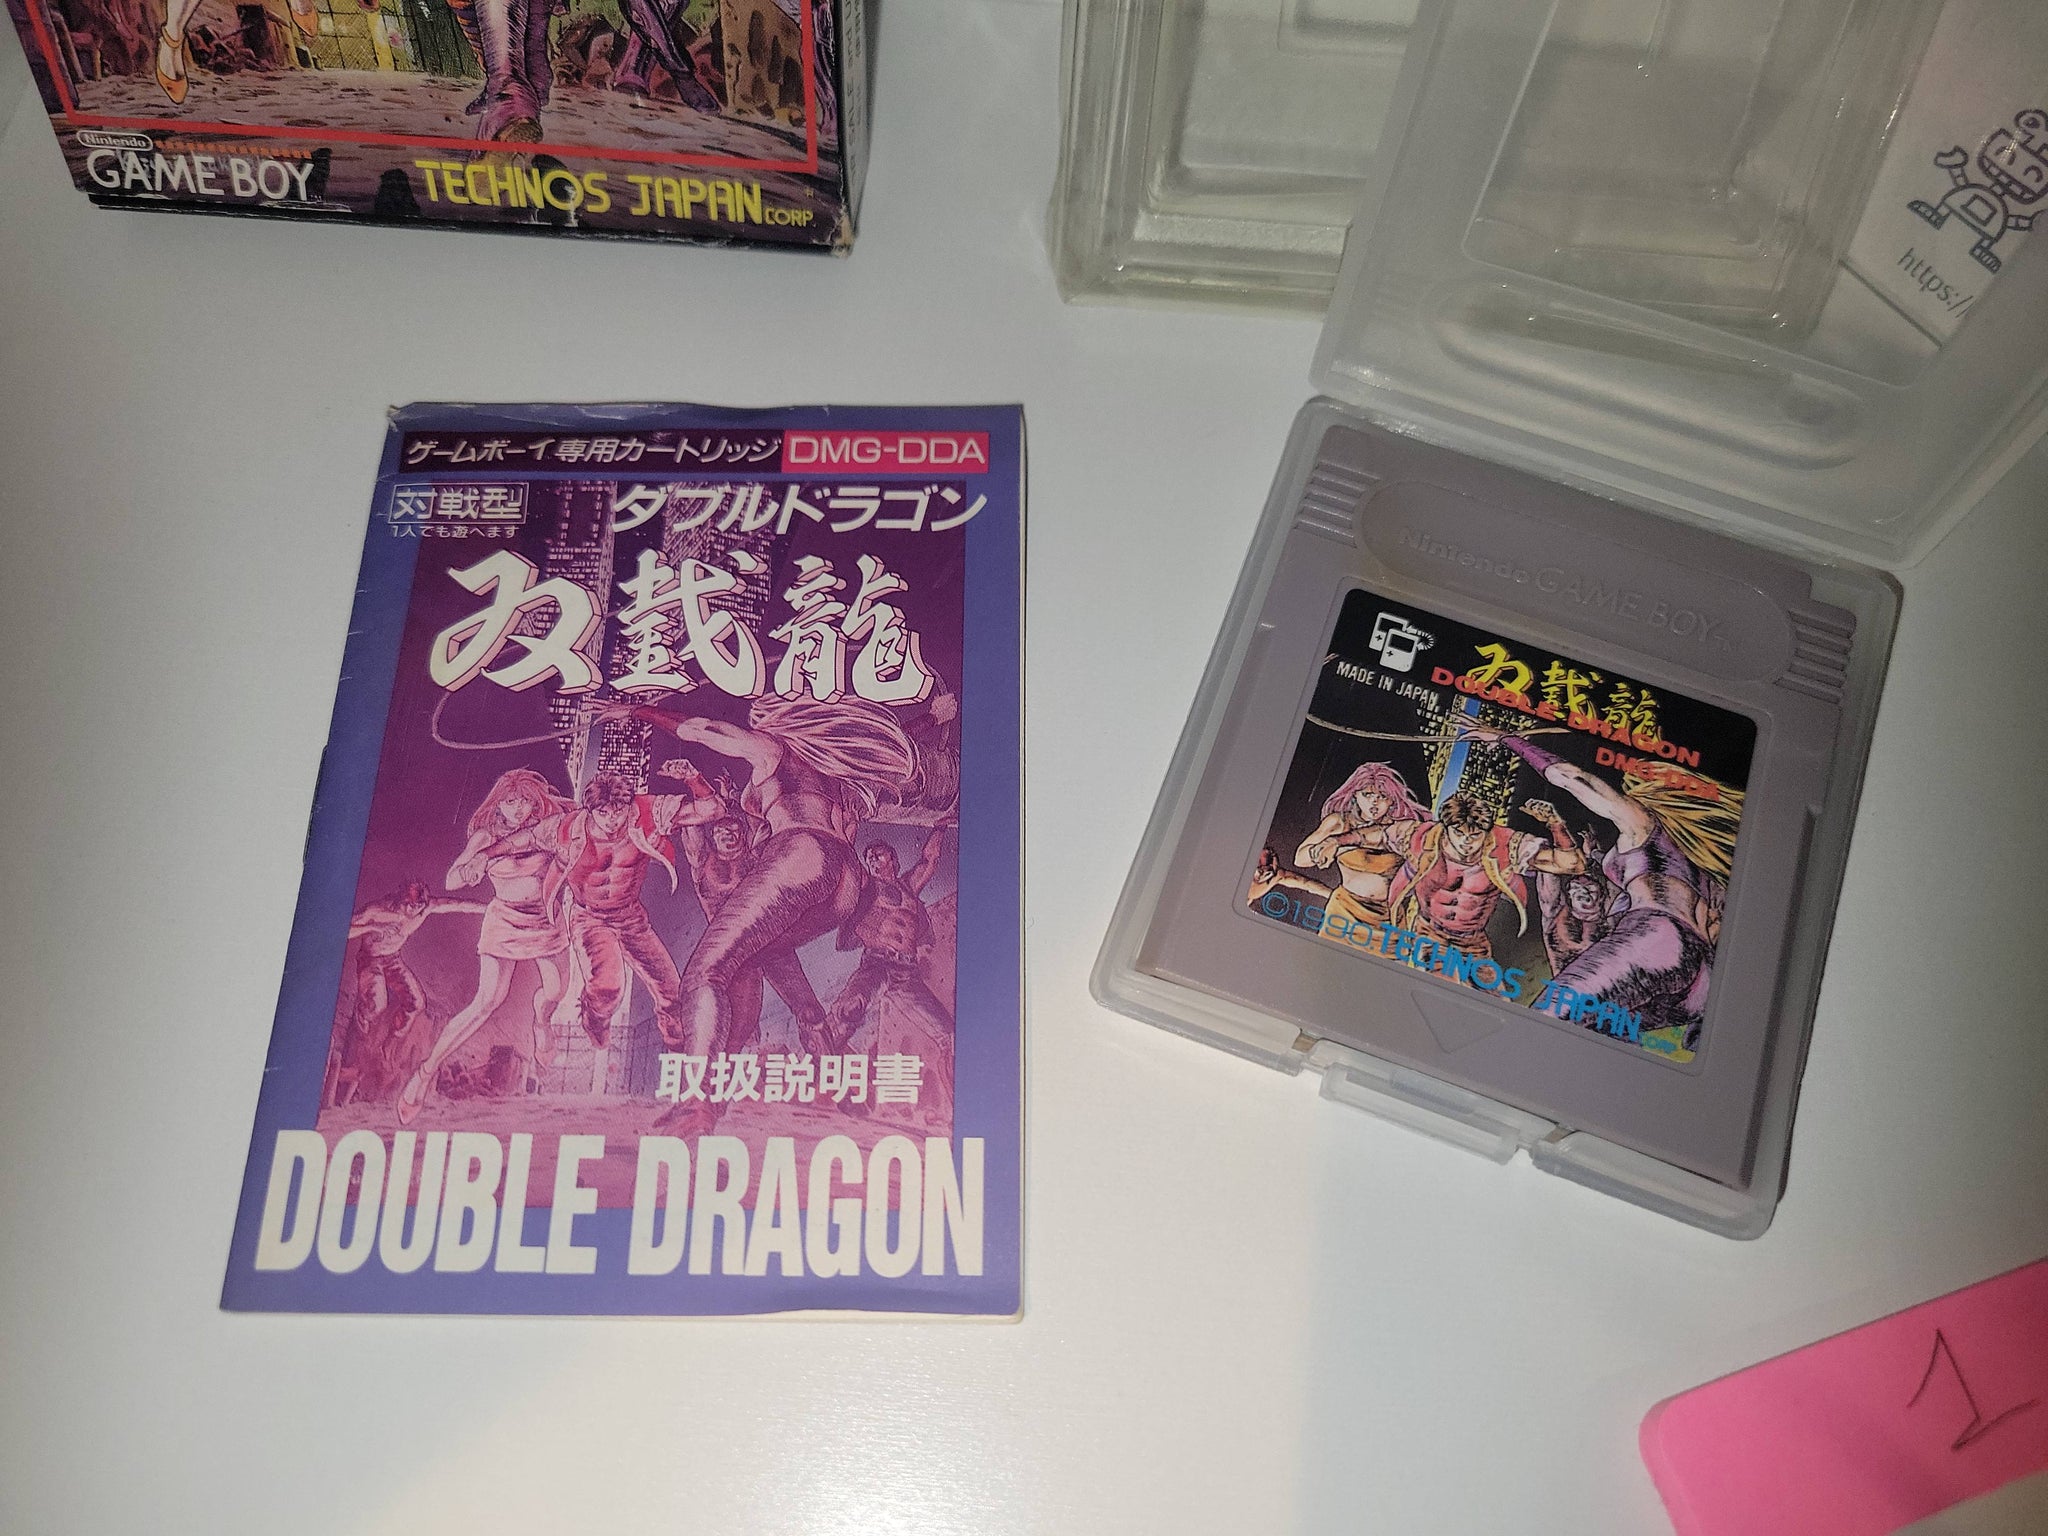 Nintendo
GAME BOY
TECHNOS JAPAN CORP.
https://
ゲームボーイ専用カートリッジ DMG-DDA
対戦型
1人でも遊べます
ダブルドラゴン
双截龍
取扱説明書
DOUBLE DRAGON
Nintendo GAME BOY
MADE IN JAPAN
双截龍
DOUBLE DRAGON
DMG-DDA
©1990 TECHNOS JAPAN CORP.
1